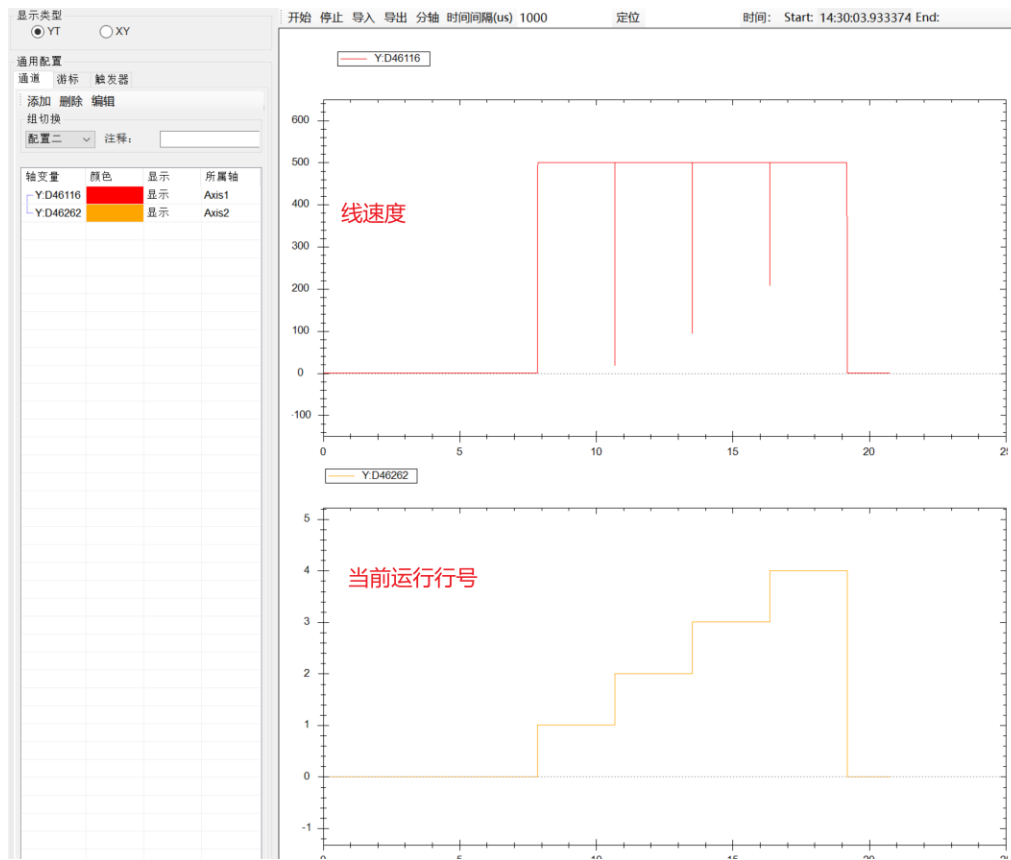 显示类型
YT XY
通用配置
通道 游标 触发器
添加 删除 编辑
组切换
配置二 注释:
轴变量 颜色 显示 所属轴
Y:D46116 显示 Axis1
Y:D46262 显示 Axis2
开始 停止 导入 导出 分轴 时间间隔(us) 1000 定位 时间: Start: 14:30:03.933374 End:
Y:D46116
600
500
400
300
200
100
0
-100
线速度
0 5 10 15 20 25
Y:D46262
5
4
3
2
1
0
-1
当前运行行号
0 5 10 15 20 25